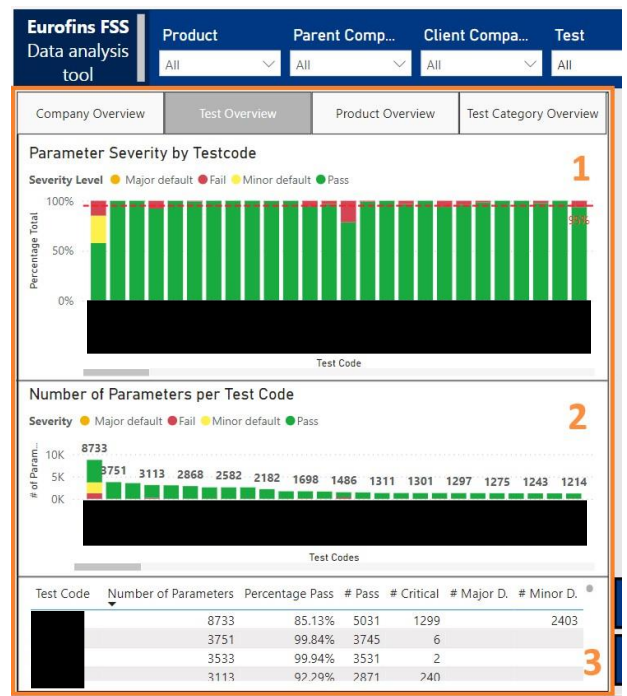 Eurofins FSS
Data analysis
tool
Product Parent Comp... Client Compa... Test
All All All All
Company Overview Test Overview Product Overview Test Category Overview
Parameter Severity by Testcode
1
Severity Level Major default Fail Minor default Pass
100%
95%
50%
0%
Percentage Total
Test Code
Number of Parameters per Test Code
2
Severity Major default Fail Minor default Pass
8733
10K
3751 3113 2868 2582 2182 1698 1486 1311 1301 1297 1275 1243 1214
5K
0K
# of Param...
Test Codes
Test Code Number of Parameters Percentage Pass # Pass # Critical # Major D. # Minor D.
8733 85.13% 5031 1299 2403
3751 99.84% 3745 6
3533 99.94% 3531 2
3113 92.29% 2871 240
3